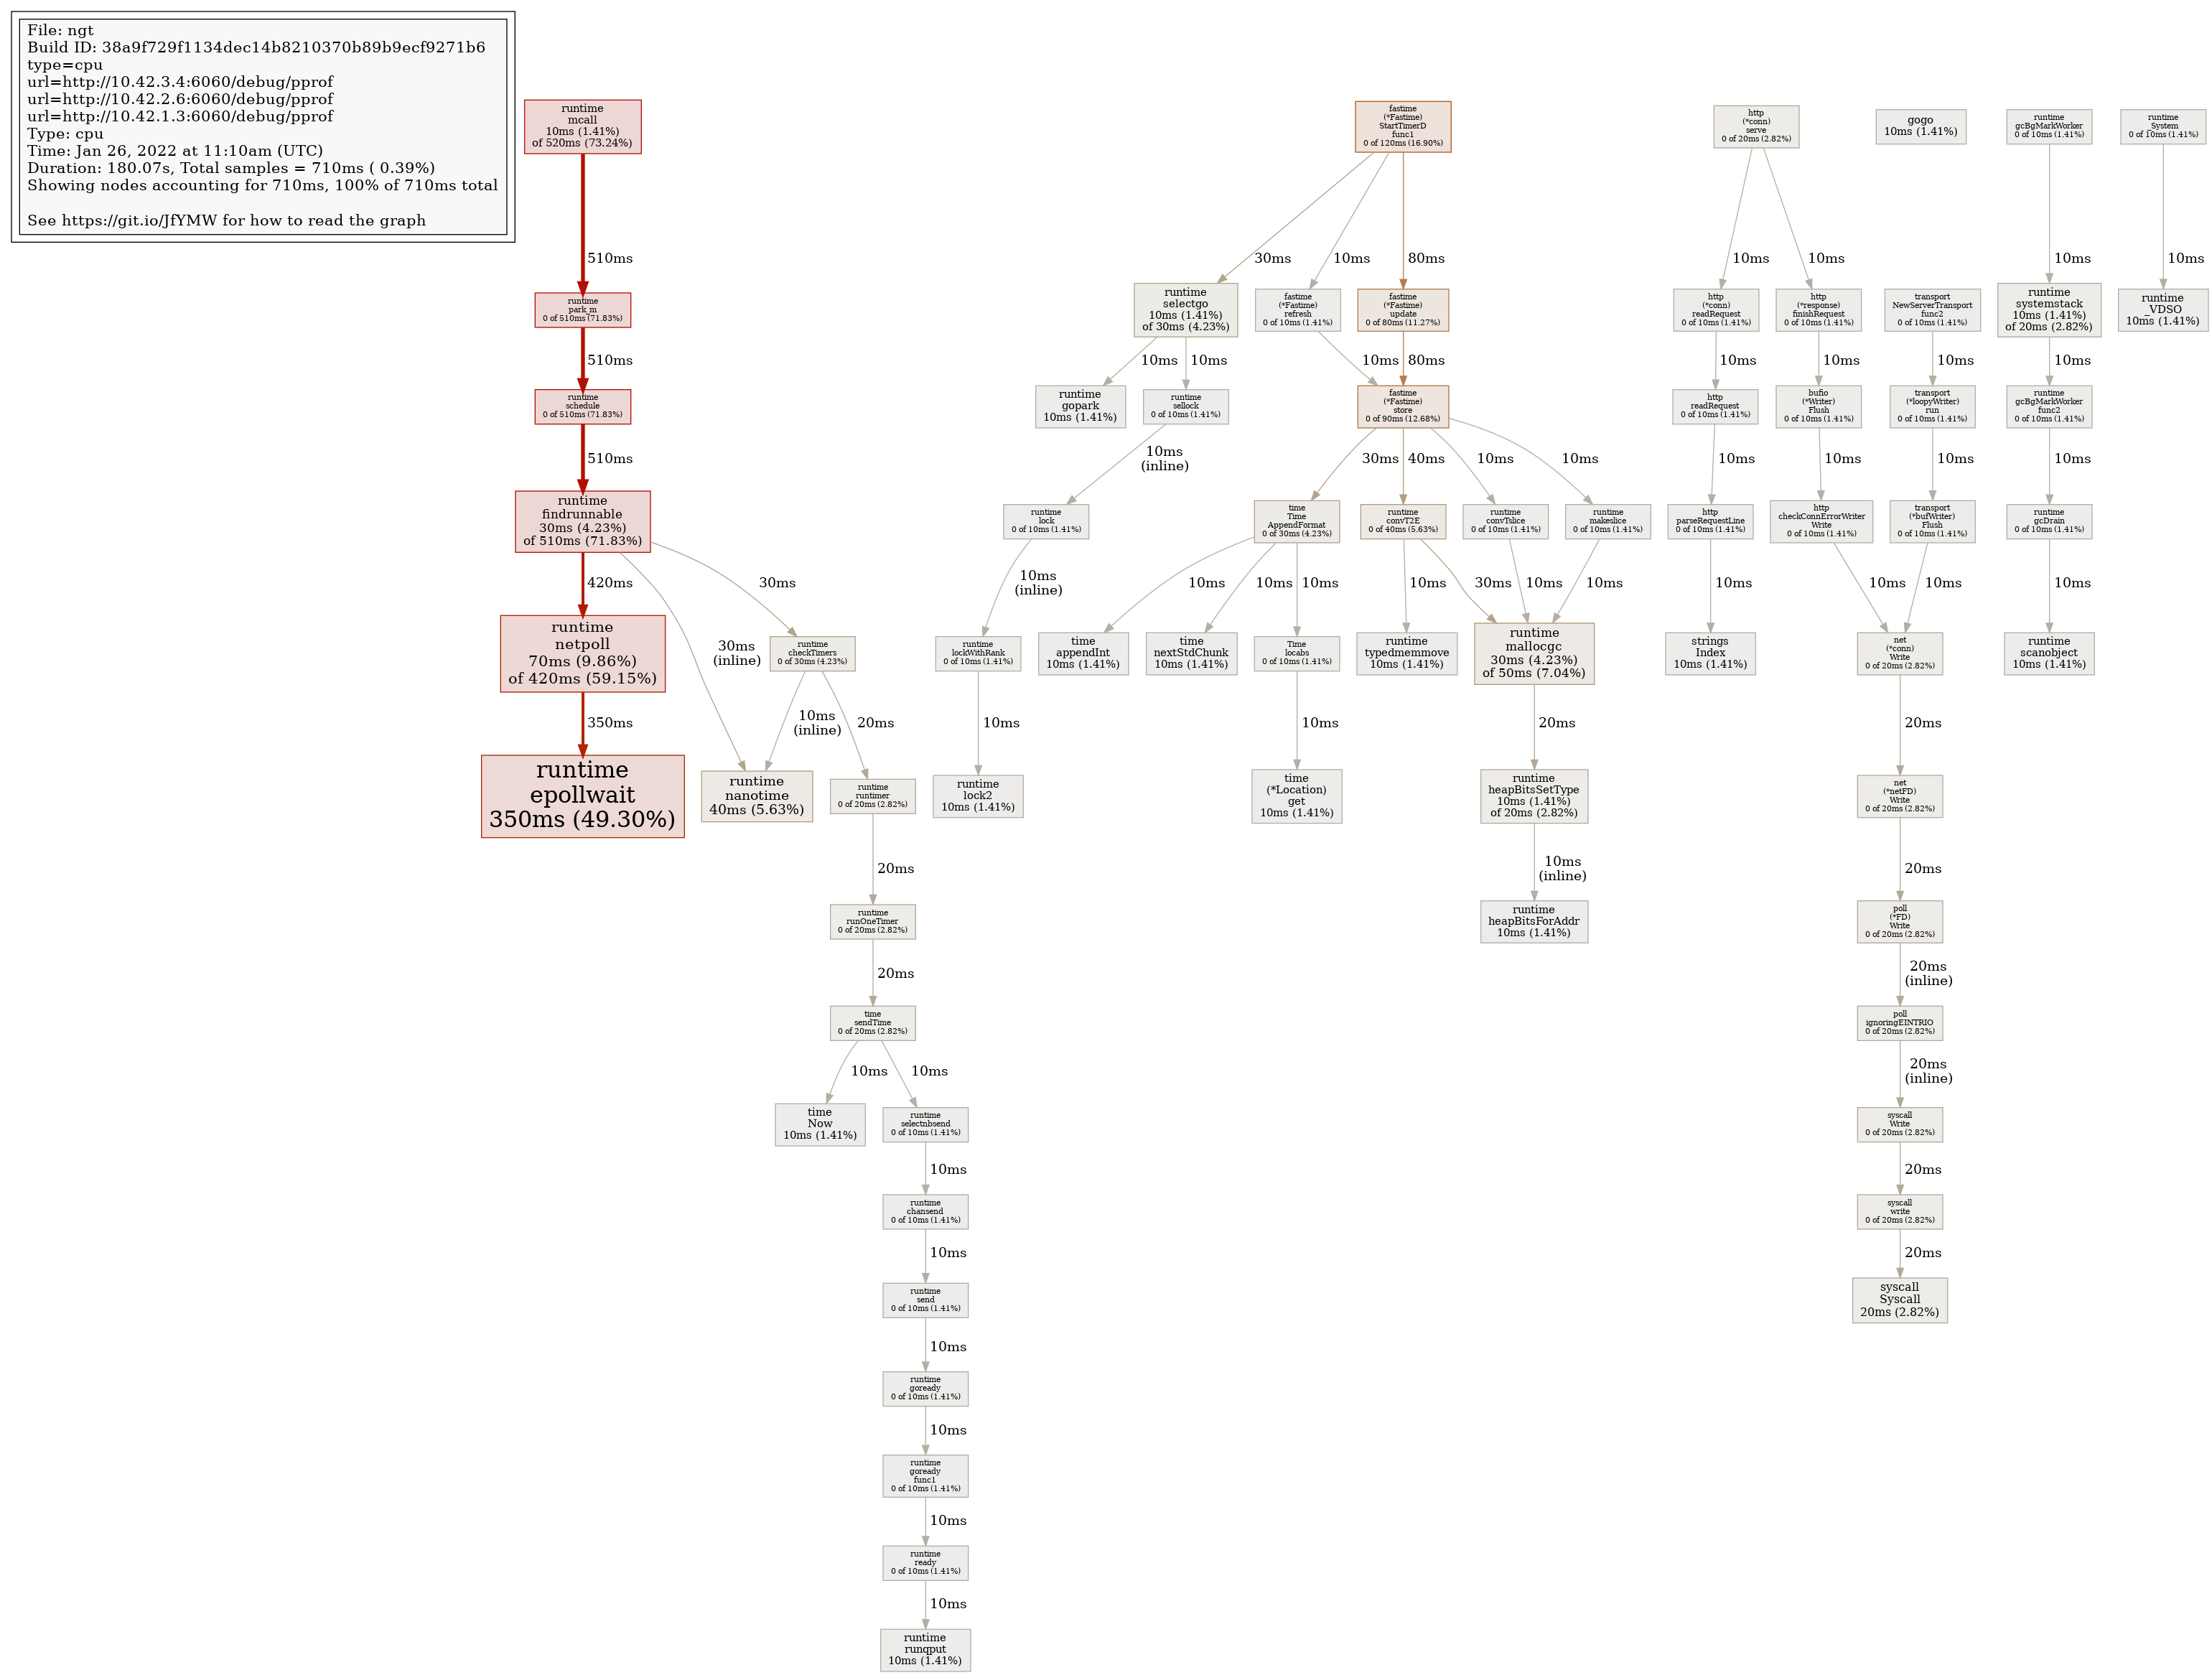 File: ngt
Build ID: 38a9f729f1134dec14b8210370b89b9ecf9271b6
type=cpu
url=http://10.42.3.4:6060/debug/pprof
url=http://10.42.2.6:6060/debug/pprof
url=http://10.42.1.3:6060/debug/pprof
Type: cpu
Time: Jan 26, 2022 at 11:10am (UTC)
Duration: 180.07s, Total samples = 710ms ( 0.39%)
Showing nodes accounting for 710ms, 100% of 710ms total
See https://git.io/JfYMW for how to read the graph
runtime
mcall
10ms (1.41%)
of 520ms (73.24%)
510ms
runtime
park_m
0 of 510ms (71.83%)
510ms
runtime
schedule
0 of 510ms (71.83%)
510ms
runtime
findrunnable
30ms (4.23%)
of 510ms (71.83%)
420ms
30ms
(inline)
30ms
runtime
netpoll
70ms (9.86%)
of 420ms (59.15%)
350ms
runtime
epollwait
350ms (49.30%)
runtime
checkTimers
0 of 30ms (4.23%)
10ms
(inline)
20ms
runtime
nanotime
40ms (5.63%)
runtime
runtimer
0 of 20ms (2.82%)
20ms
runtime
runOneTimer
0 of 20ms (2.82%)
20ms
time
sendTime
0 of 20ms (2.82%)
10ms
10ms
time
Now
10ms (1.41%)
runtime
selectnbsend
0 of 10ms (1.41%)
10ms
runtime
chansend
0 of 10ms (1.41%)
10ms
runtime
send
0 of 10ms (1.41%)
10ms
runtime
goready
0 of 10ms (1.41%)
10ms
runtime
goready
func1
0 of 10ms (1.41%)
10ms
runtime
ready
0 of 10ms (1.41%)
10ms
runtime
runqput
10ms (1.41%)
fastime
(*Fastime)
StartTimerD
func1
0 of 120ms (16.90%)
30ms
10ms
80ms
runtime
selectgo
10ms (1.41%)
of 30ms (4.23%)
10ms
10ms
runtime
gopark
10ms (1.41%)
runtime
sellock
0 of 10ms (1.41%)
10ms
(inline)
runtime
lock
0 of 10ms (1.41%)
10ms
(inline)
runtime
lockWithRank
0 of 10ms (1.41%)
10ms
runtime
lock2
10ms (1.41%)
fastime
(*Fastime)
refresh
0 of 10ms (1.41%)
10ms
fastime
(*Fastime)
update
0 of 80ms (11.27%)
80ms
fastime
(*Fastime)
store
0 of 90ms (12.68%)
30ms
40ms
10ms
10ms
time
Time
AppendFormat
0 of 30ms (4.23%)
10ms
10ms
10ms
time
appendInt
10ms (1.41%)
time
nextStdChunk
10ms (1.41%)
Time
locabs
0 of 10ms (1.41%)
10ms
time
(*Location)
get
10ms (1.41%)
runtime
convT2E
0 of 40ms (5.63%)
10ms
30ms
runtime
convTslice
0 of 10ms (1.41%)
10ms
runtime
makeslice
0 of 10ms (1.41%)
10ms
runtime
typedmemmove
10ms (1.41%)
runtime
mallocgc
30ms (4.23%)
of 50ms (7.04%)
20ms
runtime
heapBitsSetType
10ms (1.41%)
of 20ms (2.82%)
10ms
(inline)
runtime
heapBitsForAddr
10ms (1.41%)
http
(*conn)
serve
0 of 20ms (2.82%)
10ms
10ms
http
(*conn)
readRequest
0 of 10ms (1.41%)
10ms
http
readRequest
0 of 10ms (1.41%)
10ms
http
parseRequestLine
0 of 10ms (1.41%)
10ms
strings
Index
10ms (1.41%)
http
(*response)
finishRequest
0 of 10ms (1.41%)
10ms
bufio
(*Writer)
Flush
0 of 10ms (1.41%)
10ms
http
checkConnErrorWriter
Write
0 of 10ms (1.41%)
10ms
gogo
10ms (1.41%)
transport
NewServerTransport
func2
0 of 10ms (1.41%)
10ms
transport
(*loopyWriter)
run
0 of 10ms (1.41%)
10ms
transport
(*bufWriter)
Flush
0 of 10ms (1.41%)
10ms
net
(*conn)
Write
0 of 20ms (2.82%)
20ms
net
(*netFD)
Write
0 of 20ms (2.82%)
20ms
poll
(*FD)
Write
0 of 20ms (2.82%)
20ms
(inline)
poll
ignoringEINTRIO
0 of 20ms (2.82%)
20ms
(inline)
syscall
Write
0 of 20ms (2.82%)
20ms
syscall
write
0 of 20ms (2.82%)
20ms
syscall
Syscall
20ms (2.82%)
runtime
gcBgMarkWorker
0 of 10ms (1.41%)
10ms
runtime
systemstack
10ms (1.41%)
of 20ms (2.82%)
10ms
runtime
gcBgMarkWorker
func2
0 of 10ms (1.41%)
10ms
runtime
gcDrain
0 of 10ms (1.41%)
10ms
runtime
scanobject
10ms (1.41%)
runtime
_System
0 of 10ms (1.41%)
10ms
runtime
_VDSO
10ms (1.41%)